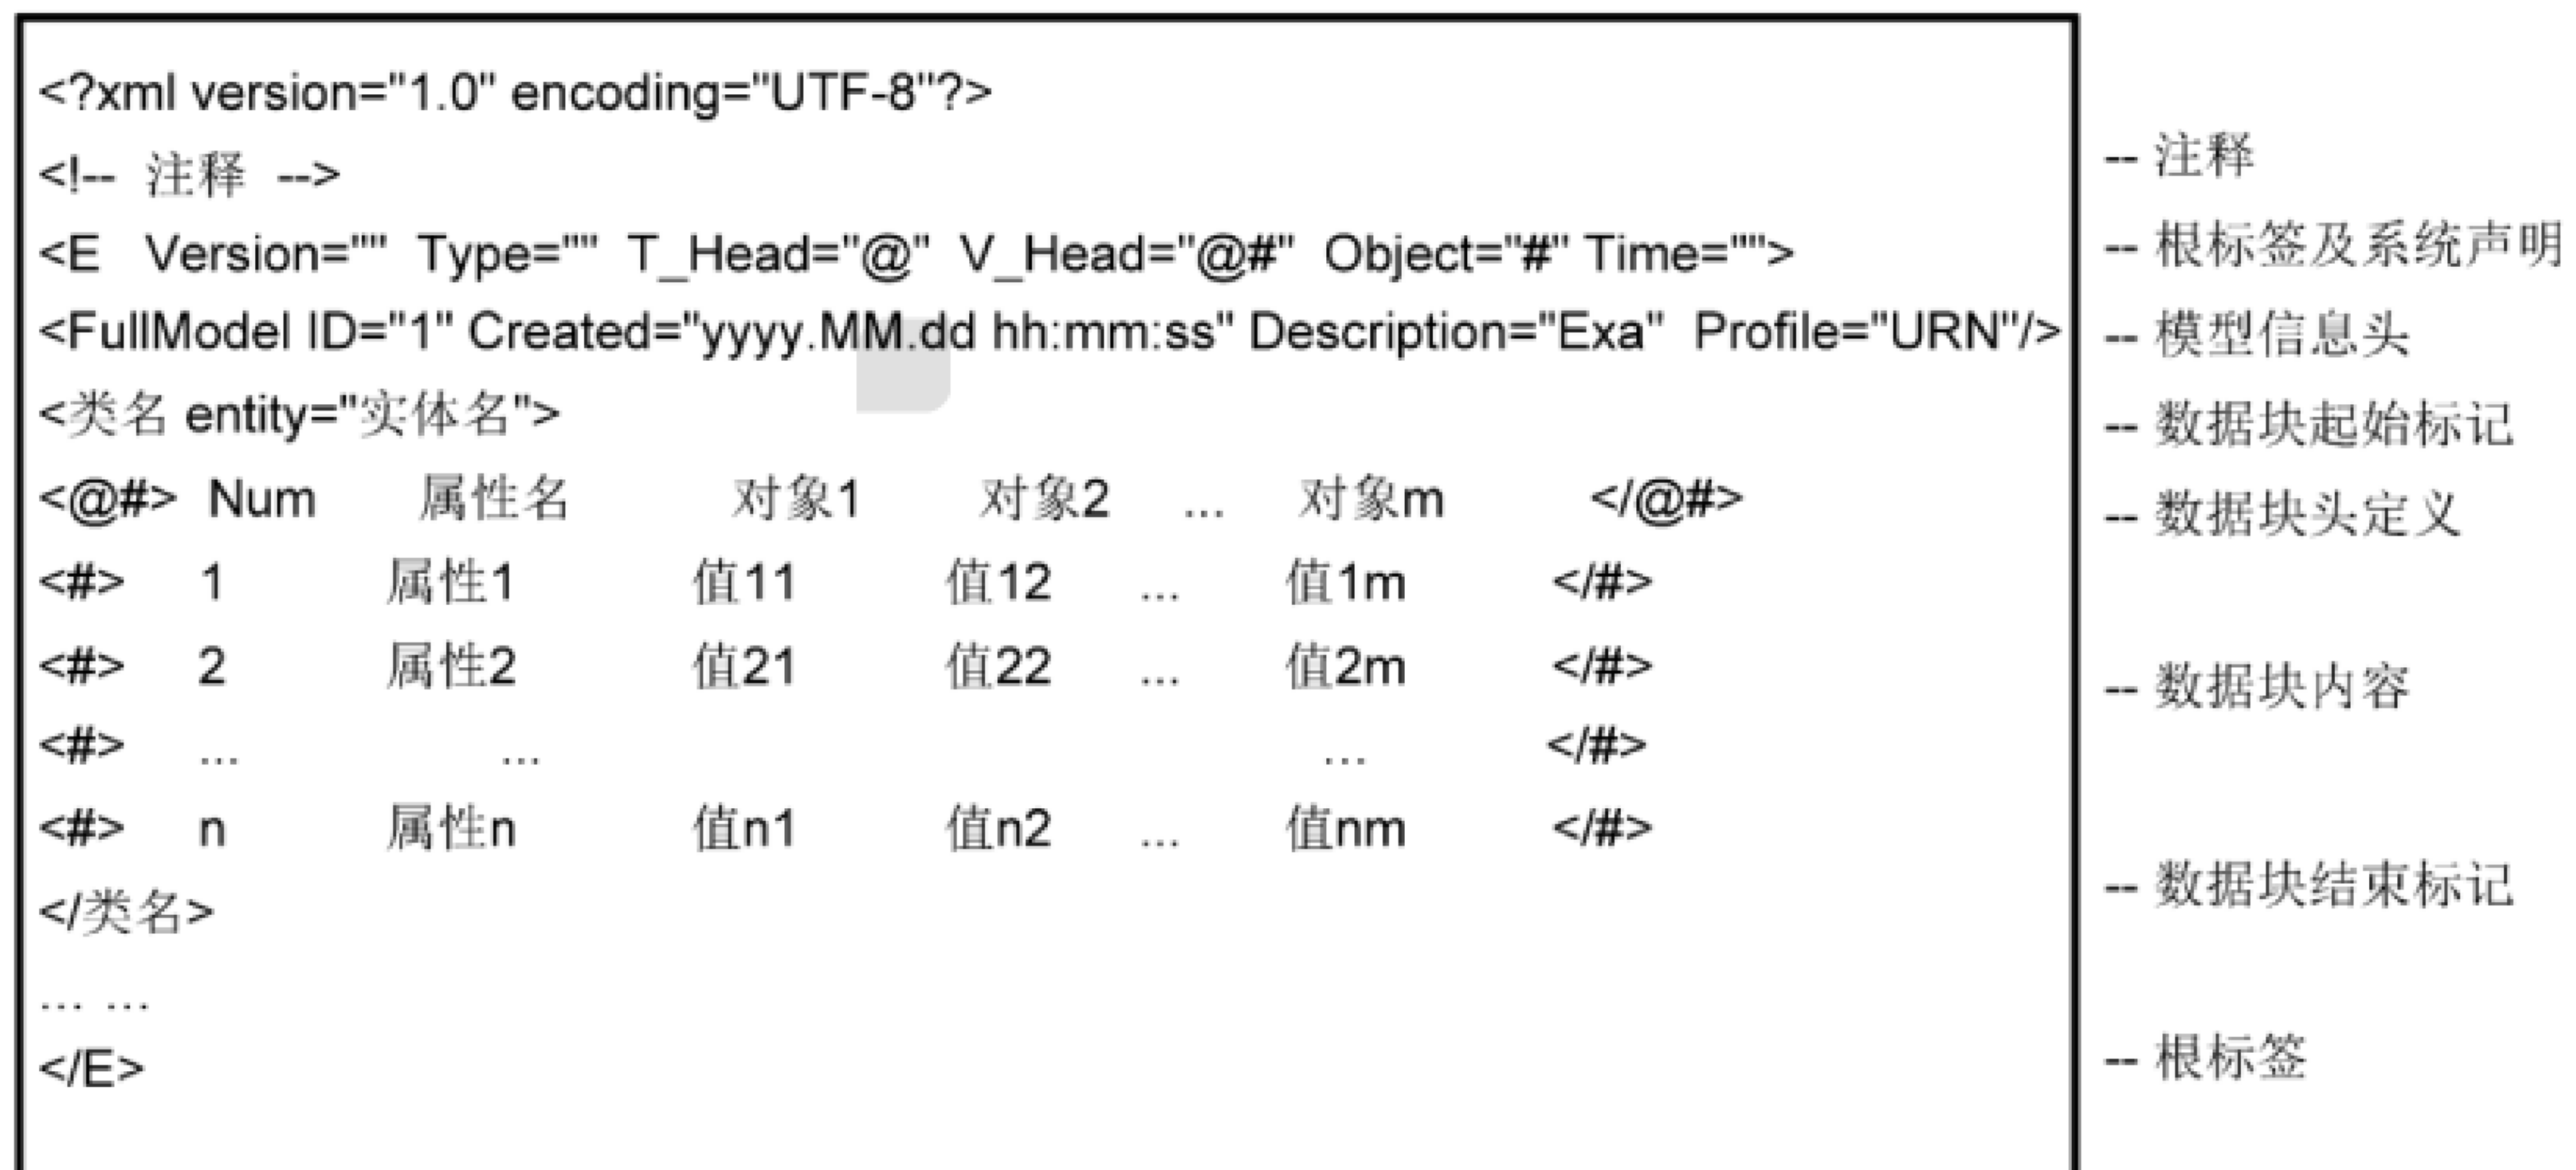 <?xml version="1.0" encoding="UTF-8"?>
<!-- 注释 --> -- 注释
<E Version="" Type="" T_Head="@" V_Head="@#" Object="#" Time=""> -- 根标签及系统声明
<FullModel ID="1" Created="yyyy.MM.dd hh:mm:ss" Description="Exa" Profile="URN"/> -- 模型信息头
<类名 entity="实体名"> -- 数据块起始标记
<@#> Num 属性名 对象1 对象2 ... 对象m </@#> -- 数据块头定义
<#> 1 属性1 值11 值12 ... 值1m </#>
<#> 2 属性2 值21 值22 ... 值2m </#> -- 数据块内容
<#> ... ... ... </#>
<#> n 属性n 值n1 值n2 ... 值nm </#>
</类名> -- 数据块结束标记
... ...
</E> -- 根标签